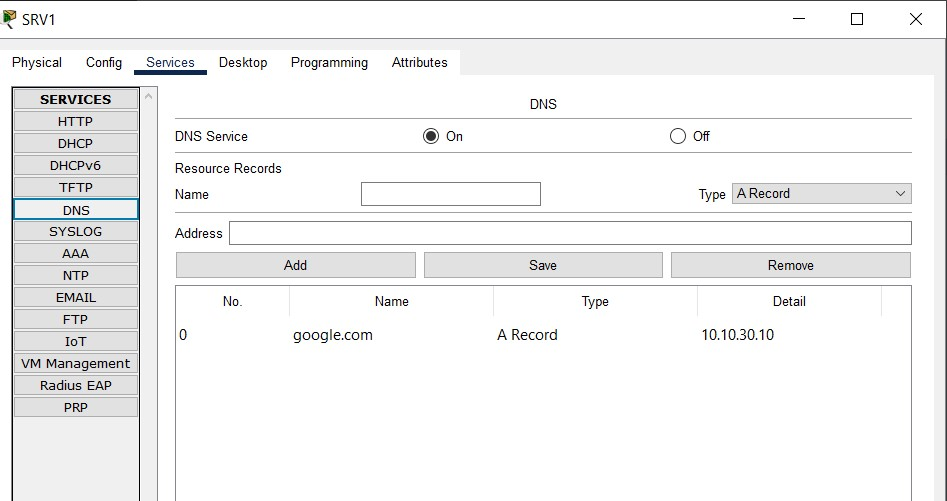 SRV1
Physical Config Services Desktop Programming Attributes
SERVICES
HTTP
DHCP
DHCPv6
TFTP
DNS
SYSLOG
AAA
NTP
EMAIL
FTP
IoT
VM Management
Radius EAP
PRP
DNS
DNS Service On Off
Resource Records
Name Type A Record
Address
Add Save Remove
No. Name Type Detail
0 google.com A Record 10.10.30.10